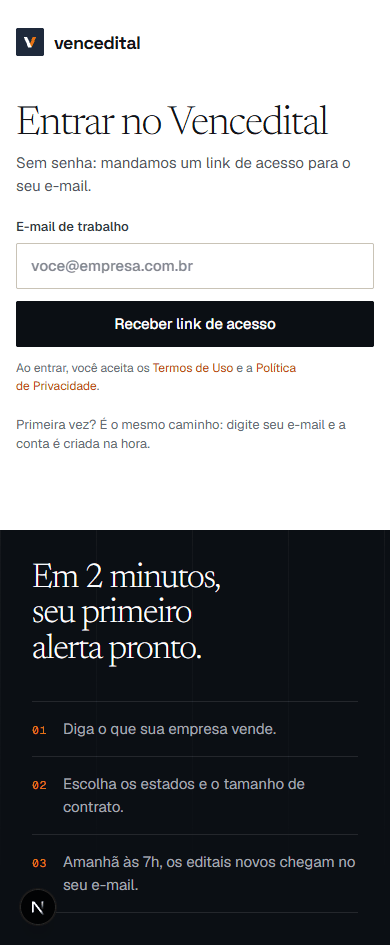 vencedital
Entrar no Vencedital
Sem senha: mandamos um link de acesso para o
seu e-mail.
E-mail de trabalho
voce@empresa.com.br
Receber link de acesso
Ao entrar, você aceita os Termos de Uso e a Política
de Privacidade.
Primeira vez? É o mesmo caminho: digite seu e-mail e a
conta é criada na hora.
Em 2 minutos,
seu primeiro
alerta pronto.
01 Diga o que sua empresa vende.
02 Escolha os estados e o tamanho de
contrato.
03 Amanhã às 7h, os editais novos chegam no
seu e-mail.
N